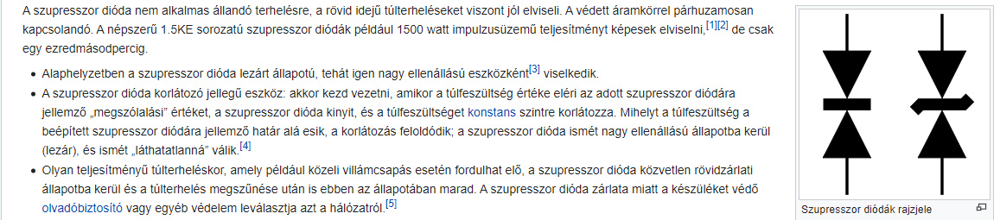 A szupresszor dióda nem alkalmas állandó terhelésre, a rövid idejű túlterheléseket viszont jól elviseli. A védett áramkörrel párhuzamosan
kapcsolandó. A népszerű 1.5KE sorozatú szupresszor diódák például 1500 watt impulzusüzemű teljesítményt képesek elviselni,[1][2] de csak
egy ezredmásodpercig.
• Alaphelyzetben a szupresszor dióda lezárt állapotú, tehát igen nagy ellenállású eszközként[3] viselkedik.
• A szupresszor dióda korlátozó jellegű eszköz: akkor kezd vezetni, amikor a túlfeszültség értéke eléri az adott szupresszor diódára
jellemző „megszólalási” értéket, a szupresszor dióda kinyit, és a túlfeszültséget konstans szintre korlátozza. Mihelyt a túlfeszültség a
beépített szupresszor diódára jellemző határ alá esik, a korlátozás feloldódik; a szupresszor dióda ismét nagy ellenállású állapotba kerül
(lezár), és ismét „láthatatlanná” válik.[4]
• Olyan teljesítményű túlterheléskor, amely például közeli villámcsapás esetén fordulhat elő, a szupresszor dióda közvetlen rövidzárlati
állapotba kerül és a túlterhelés megszűnése után is ebben az állapotában marad. A szupresszor dióda zárlata miatt a készüléket védő
olvadóbiztosító vagy egyéb védelem leválasztja azt a hálózatról.[5]
Szupresszor diódák rajzjele